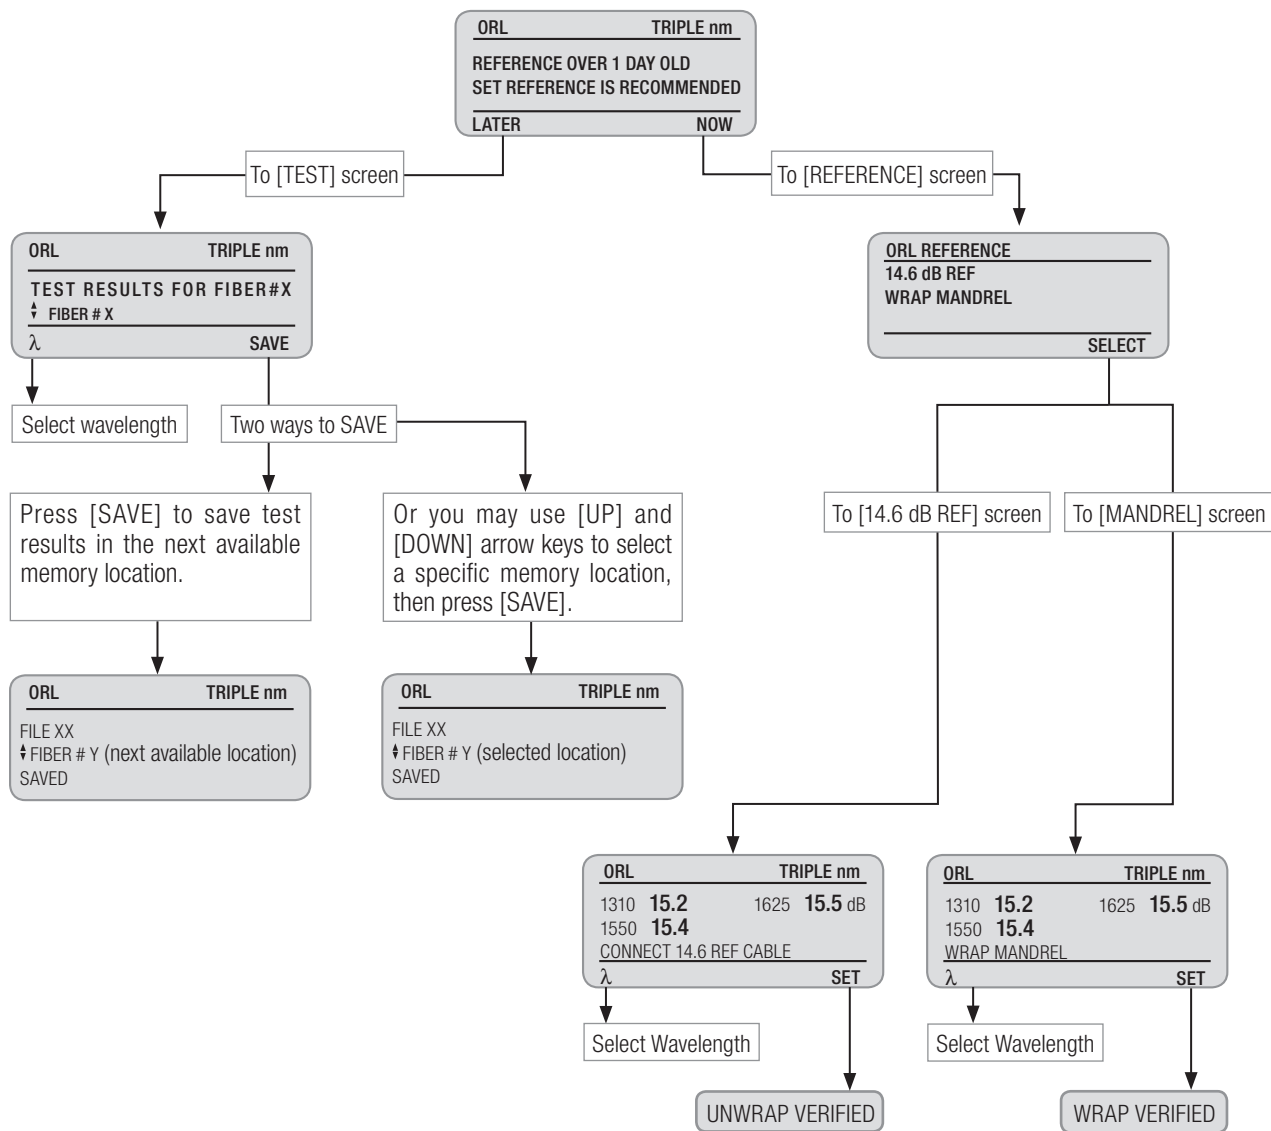 ORL TRIPLE nm
REFERENCE OVER 1 DAY OLD
SET REFERENCE IS RECOMMENDED
LATER NOW
To [TEST] screen
To [REFERENCE] screen
ORL TRIPLE nm
TEST RESULTS FOR FIBER#X
FIBER # X
λ SAVE
ORL REFERENCE
14.6 dB REF
WRAP MANDREL
SELECT
Select wavelength
Two ways to SAVE
Press [SAVE] to save test
results in the next available
memory location.
Or you may use [UP] and
[DOWN] arrow keys to select
a specific memory location,
then press [SAVE].
To [14.6 dB REF] screen
To [MANDREL] screen
ORL TRIPLE nm
FILE XX
FIBER # Y (next available location)
SAVED
ORL TRIPLE nm
FILE XX
FIBER # Y (selected location)
SAVED
ORL TRIPLE nm
1310 15.2 1625 15.5 dB
1550 15.4
CONNECT 14.6 REF CABLE
λ SET
ORL TRIPLE nm
1310 15.2 1625 15.5 dB
1550 15.4
WRAP MANDREL
λ SET
Select Wavelength
Select Wavelength
UNWRAP VERIFIED
WRAP VERIFIED